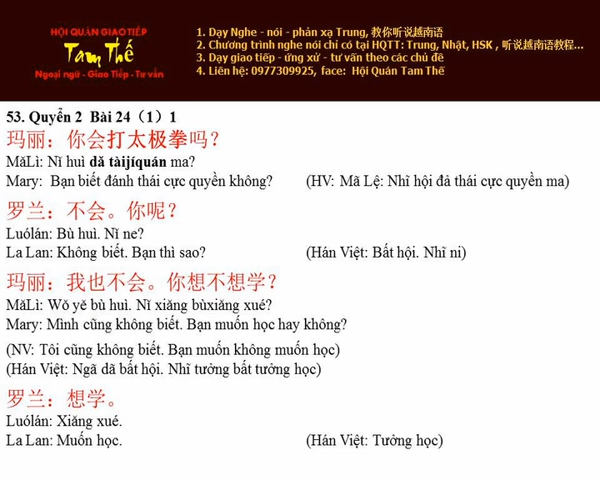 HỘI QUÁN GIAO TIẾP
Tam Thế
Ngoại ngữ - Giao Tiếp - Tư vấn
1. Dạy Nghe - nói - phản xạ Trung, 教你听说越南语
2. Chương trình nghe nói chỉ có tại HQTT: Trung, Nhật, HSK , 听说越南语教程...
3. Dạy giao tiếp - ứng xử - tư vấn theo các chủ đề
4. Liên hệ: 0977309925, face: Hội Quán Tam Thế
53. Quyển 2 Bài 24（1）1
玛丽：你会打太极拳吗？
MǎLì: Nǐ huì dǎ tàijíquán ma?
Mary: Bạn biết đánh thái cực quyền không? (HV: Mã Lệ: Nhĩ hội đả thái cực quyền ma)
罗兰：不会。你呢？
Luólán: Bù huì. Nǐ ne?
La Lan: Không biết. Bạn thì sao? (Hán Việt: Bất hội. Nhĩ ni)
玛丽：我也不会。你想不想学？
MǎLì: Wǒ yě bù huì. Nǐ xiǎng bùxiǎng xué?
Mary: Mình cũng không biết. Bạn muốn học hay không?
(NV: Tôi cũng không biết. Bạn muốn không muốn học)
(Hán Việt: Ngã dã bất hội. Nhĩ tưởng bất tưởng học)
罗兰：想学。
Luólán: Xiǎng xué.
La Lan: Muốn học. (Hán Việt: Tưởng học)